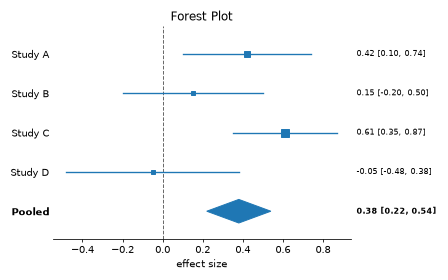 Forest Plot
Study A 0.42 [0.10, 0.74]
Study B 0.15 [-0.20, 0.50]
Study C 0.61 [0.35, 0.87]
Study D -0.05 [-0.48, 0.38]
Pooled 0.38 [0.22, 0.54]
−0.4 −0.2 0.0 0.2 0.4 0.6 0.8
effect size